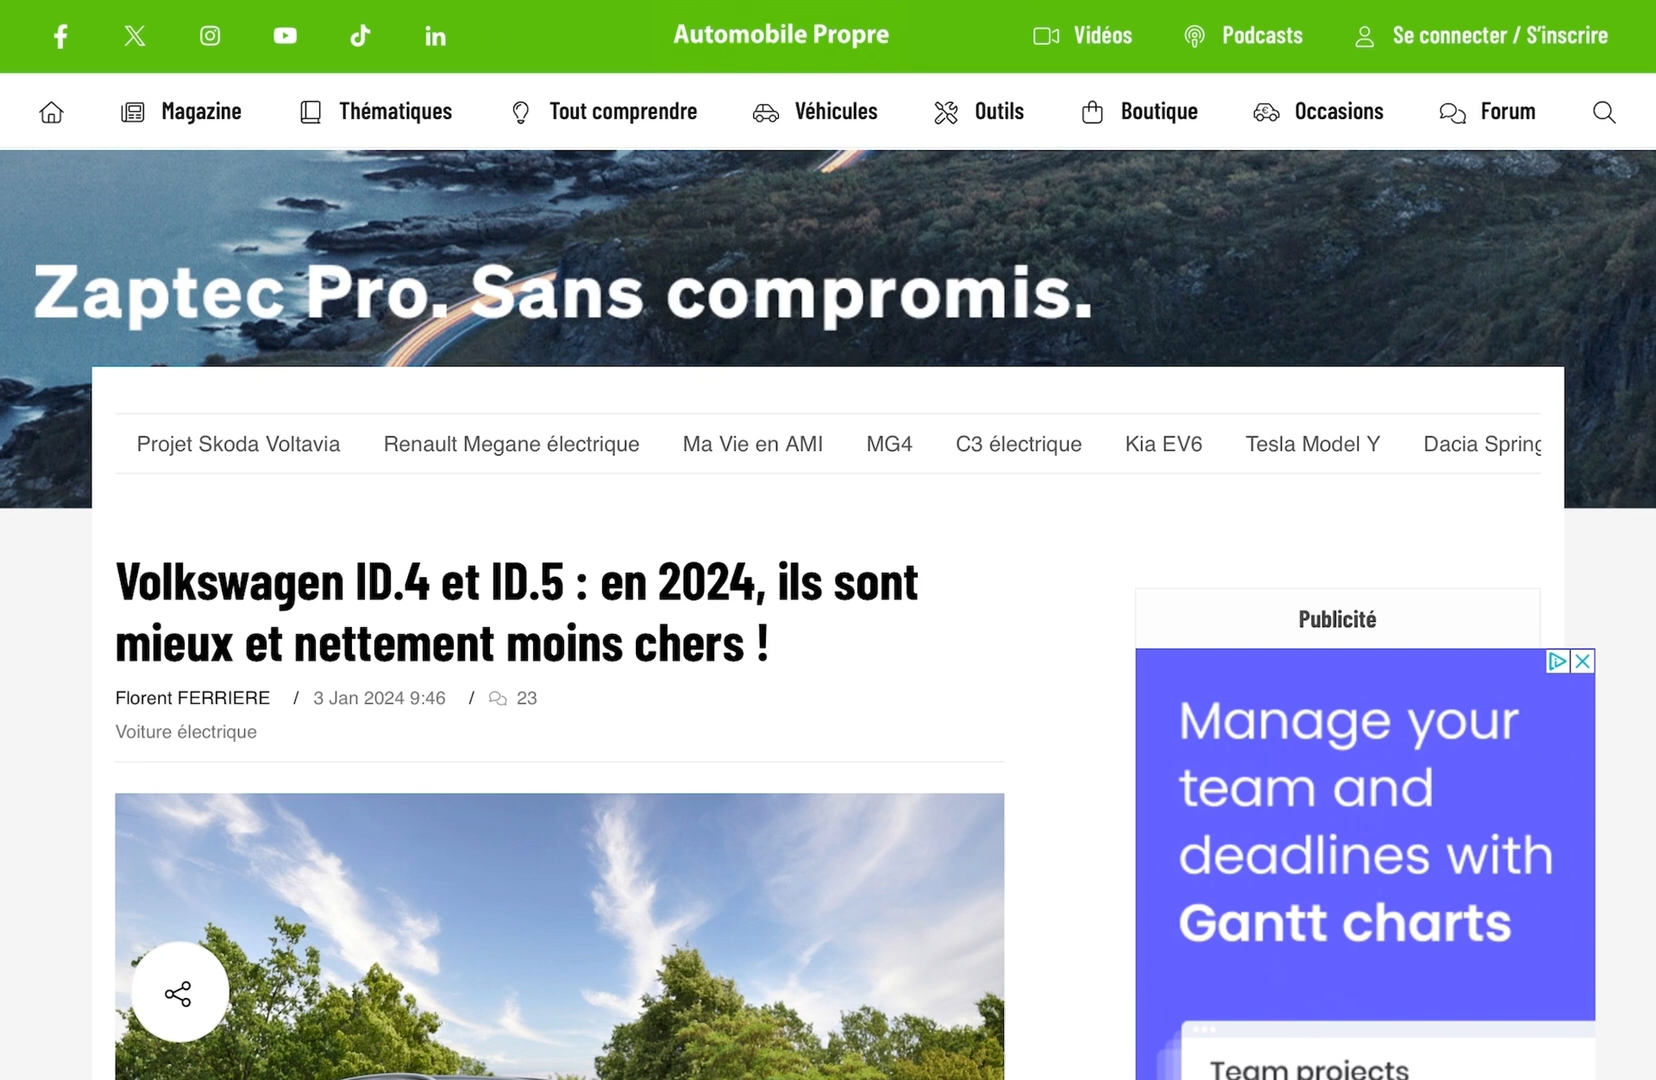 Automobile Propre
Vidéos
Podcasts
Se connecter / S'inscrire
Magazine
Thématiques
Tout comprendre
Véhicules
Outils
Boutique
Occasions
Forum
Zaptec Pro. Sans compromis.
Projet Skoda Voltavia
Renault Megane électrique
Ma Vie en AMI
MG4
C3 électrique
Kia EV6
Tesla Model Y
Dacia Spring
Volkswagen ID.4 et ID.5 : en 2024, ils sont
mieux et nettement moins chers !
Florent FERRIERE / 3 Jan 2024 9:46 / 23
Voiture électrique
Publicité
Manage your
team and
deadlines with
Gantt charts
Team projects